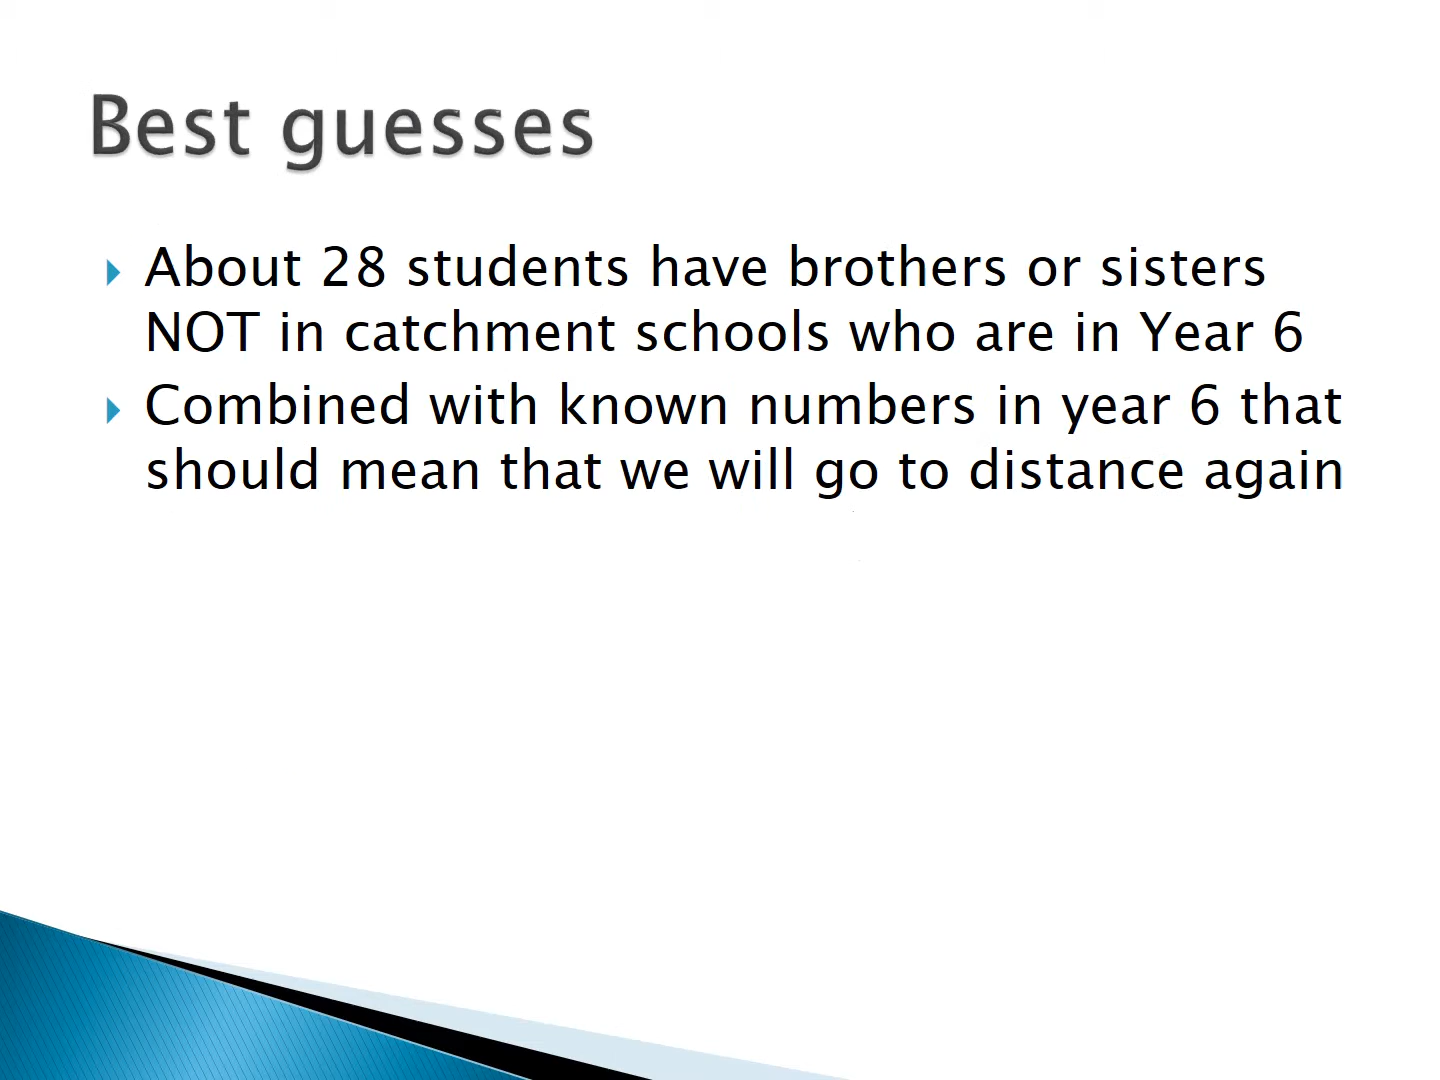 Best guesses
About 28 students have brothers or sisters
NOT in catchment schools who are in Year 6
Combined with known numbers in year 6 that
should mean that we will go to distance again